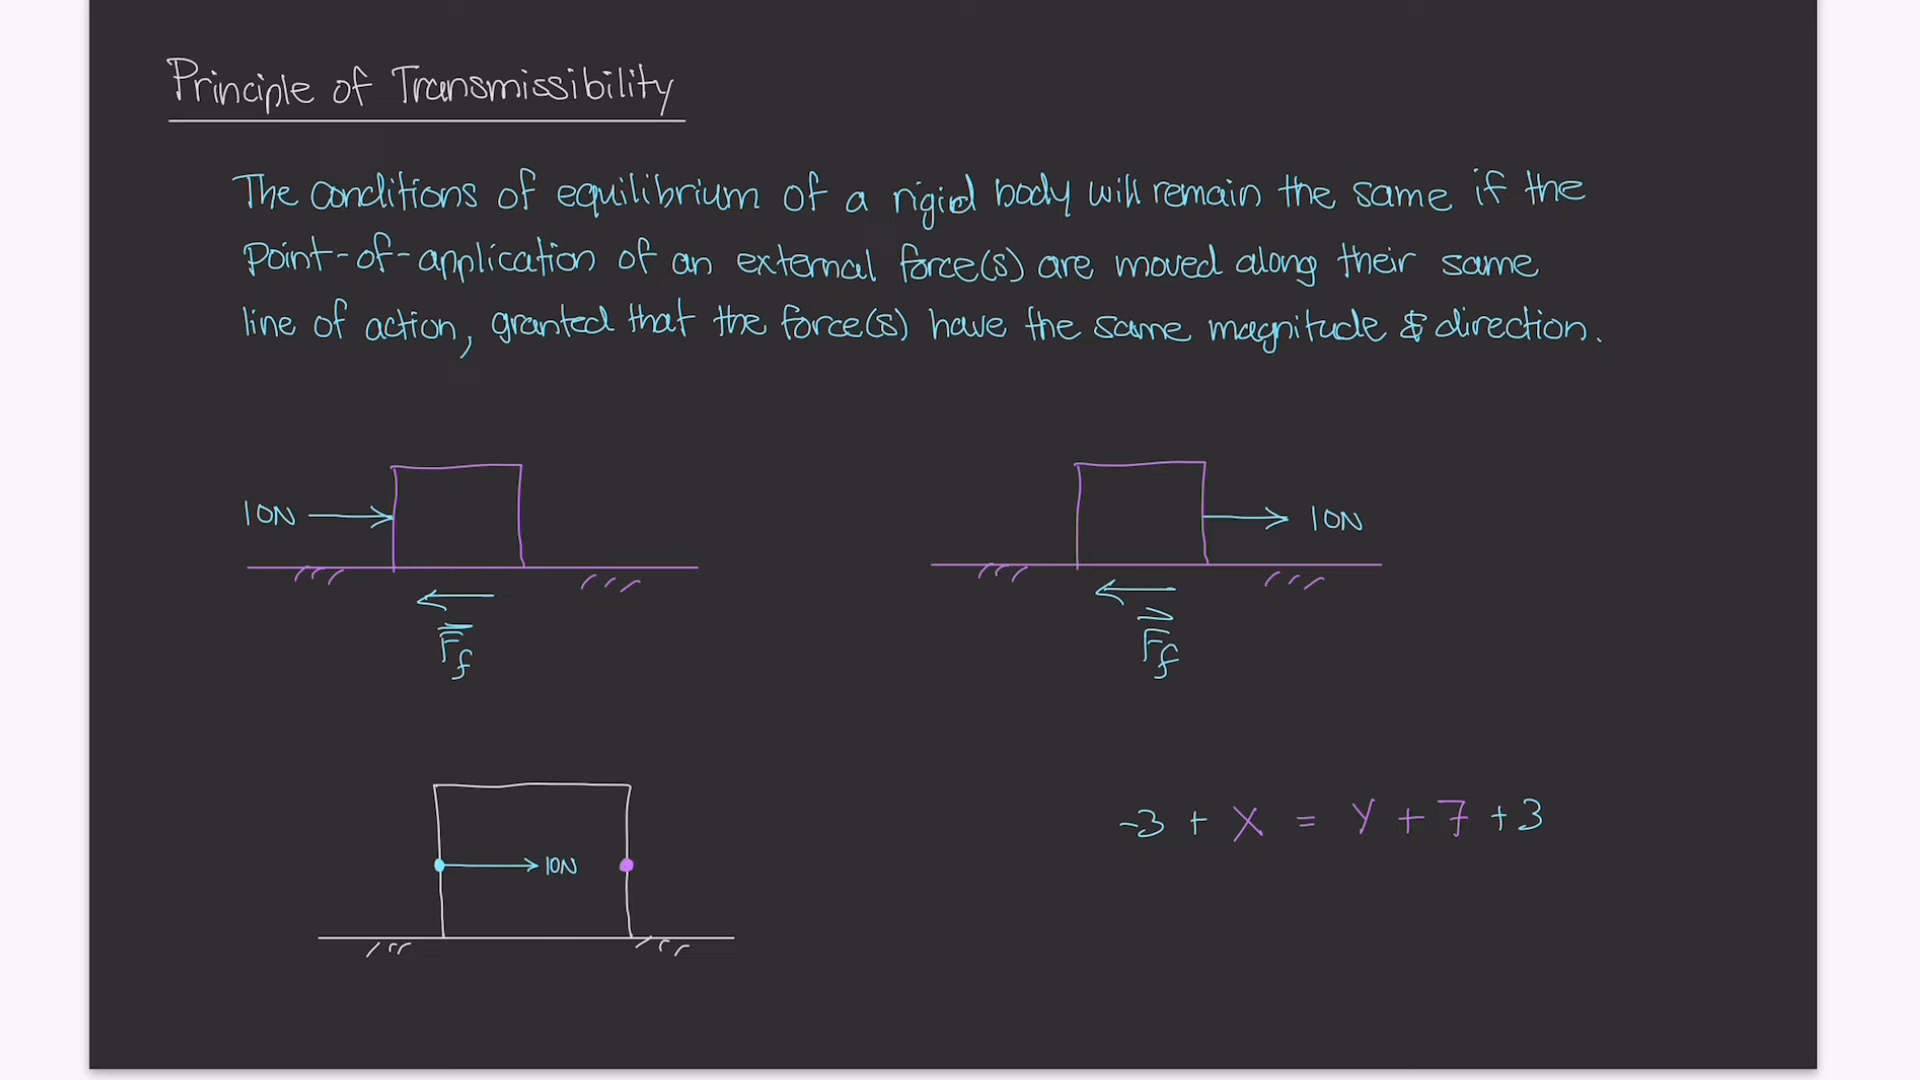 Principle of Transmissibility
The conditions of equilibrium of a rigid body will remain the same if the
point-of-application of an external force(s) are moved along their same
line of action, granted that the force(s) have the same magnitude & direction.
10N
10N
F⃗_f
F⃗_f
-3 + X = Y + 7 + 3
10N